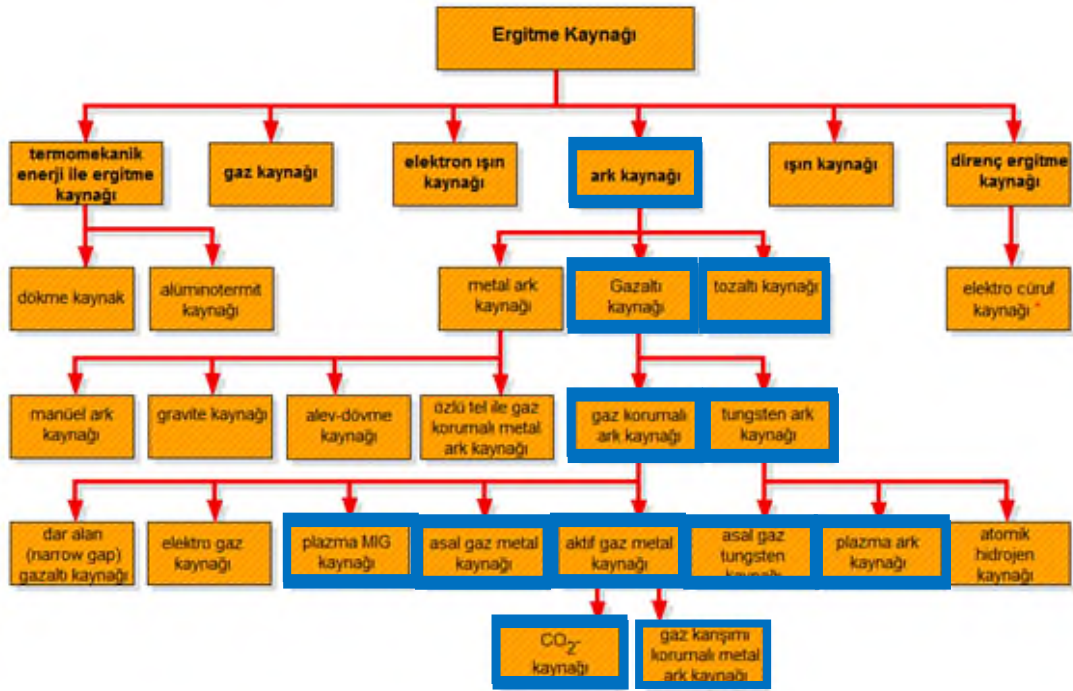 Ergitme Kaynağı
termomekanik
enerji ile ergitme
kaynağı
gaz kaynağı
elektron ışın
kaynağı
ark kaynağı
ışın kaynağı
direnç ergitme
kaynağı
dökme kaynak
alüminotermit
kaynağı
metal ark
kaynağı
Gazaltı
kaynağı
tozaltı kaynağı
elektro cüruf
kaynağı *
manüel ark
kaynağı
gravite kaynağı
alev-dövme
kaynağı
özlü tel ile gaz
korumalı metal
ark kaynağı
gaz korumalı
ark kaynağı
tungsten ark
kaynağı
dar alan
(narrow gap)
gazaltı kaynağı
elektro gaz
kaynağı
plazma MIG
kaynağı
asal gaz metal
kaynağı
aktif gaz metal
kaynağı
asal gaz
tungsten
kaynağı
plazma ark
kaynağı
atomik
hidrojen
kaynağı
CO2-
kaynağı
gaz karışımı
korumalı metal
ark kaynağı